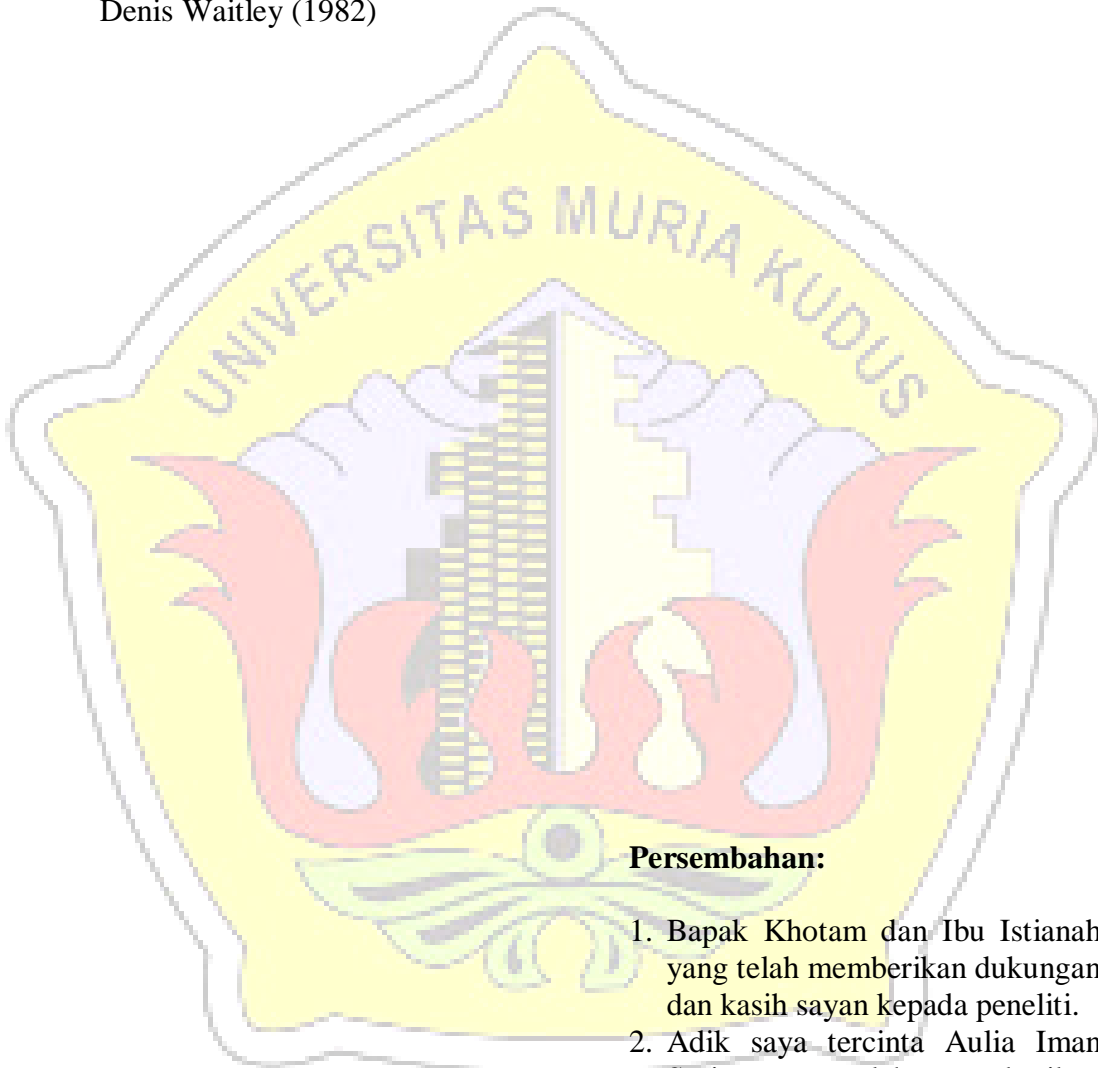 Denis Waitley (1982)
UNIVERSITAS MURIA KUDUS
Persembahan:
1. Bapak Khotam dan Ibu Istianah
yang telah memberikan dukungan
dan kasih sayan kepada peneliti.
2. Adik saya tercinta Aulia Iman